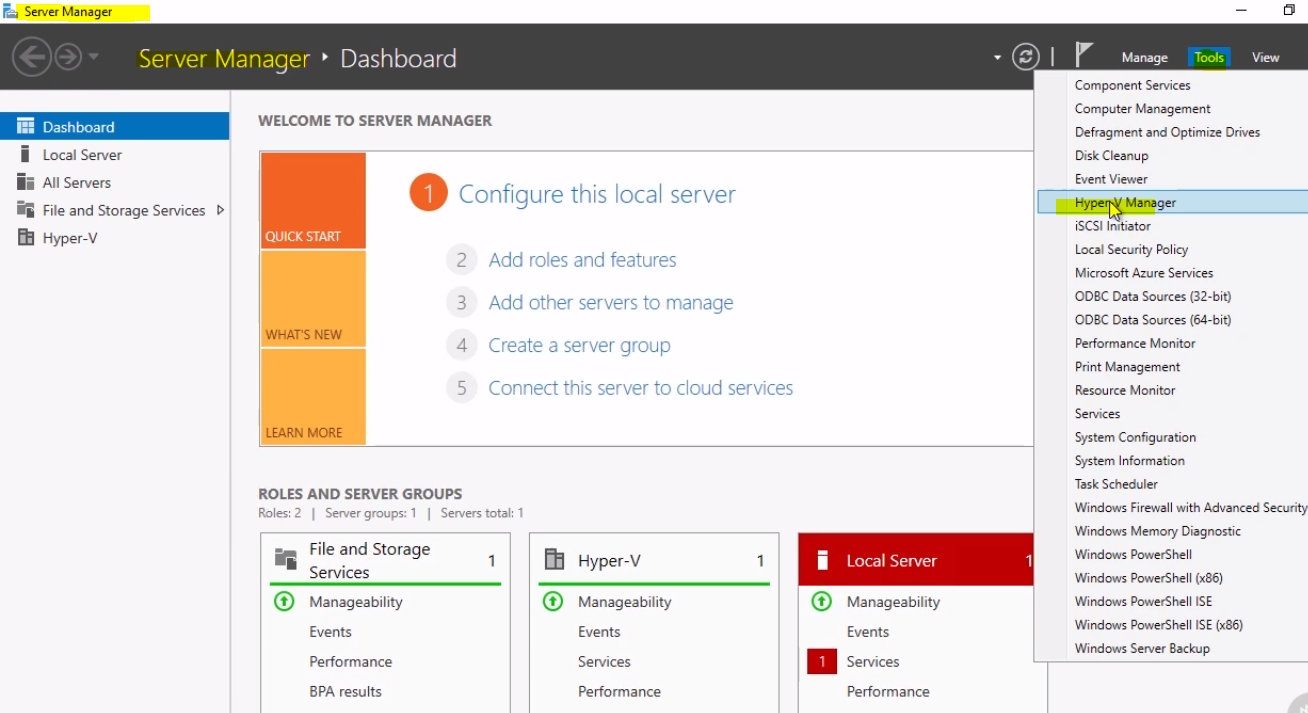 Server Manager
Server Manager ‣ Dashboard
Manage Tools View
Dashboard
Local Server
All Servers
File and Storage Services
Hyper-V
WELCOME TO SERVER MANAGER
QUICK START
WHAT'S NEW
LEARN MORE
1 Configure this local server
2 Add roles and features
3 Add other servers to manage
4 Create a server group
5 Connect this server to cloud services
ROLES AND SERVER GROUPS
Roles: 2 | Server groups: 1 | Servers total: 1
File and Storage
Services 1
Manageability
Events
Performance
BPA results
Hyper-V 1
Manageability
Events
Services
Performance
Local Server 1
Manageability
Events
1 Services
Performance
Component Services
Computer Management
Defragment and Optimize Drives
Disk Cleanup
Event Viewer
Hyper-V Manager
iSCSI Initiator
Local Security Policy
Microsoft Azure Services
ODBC Data Sources (32-bit)
ODBC Data Sources (64-bit)
Performance Monitor
Print Management
Resource Monitor
Services
System Configuration
System Information
Task Scheduler
Windows Firewall with Advanced Security
Windows Memory Diagnostic
Windows PowerShell
Windows PowerShell (x86)
Windows PowerShell ISE
Windows PowerShell ISE (x86)
Windows Server Backup